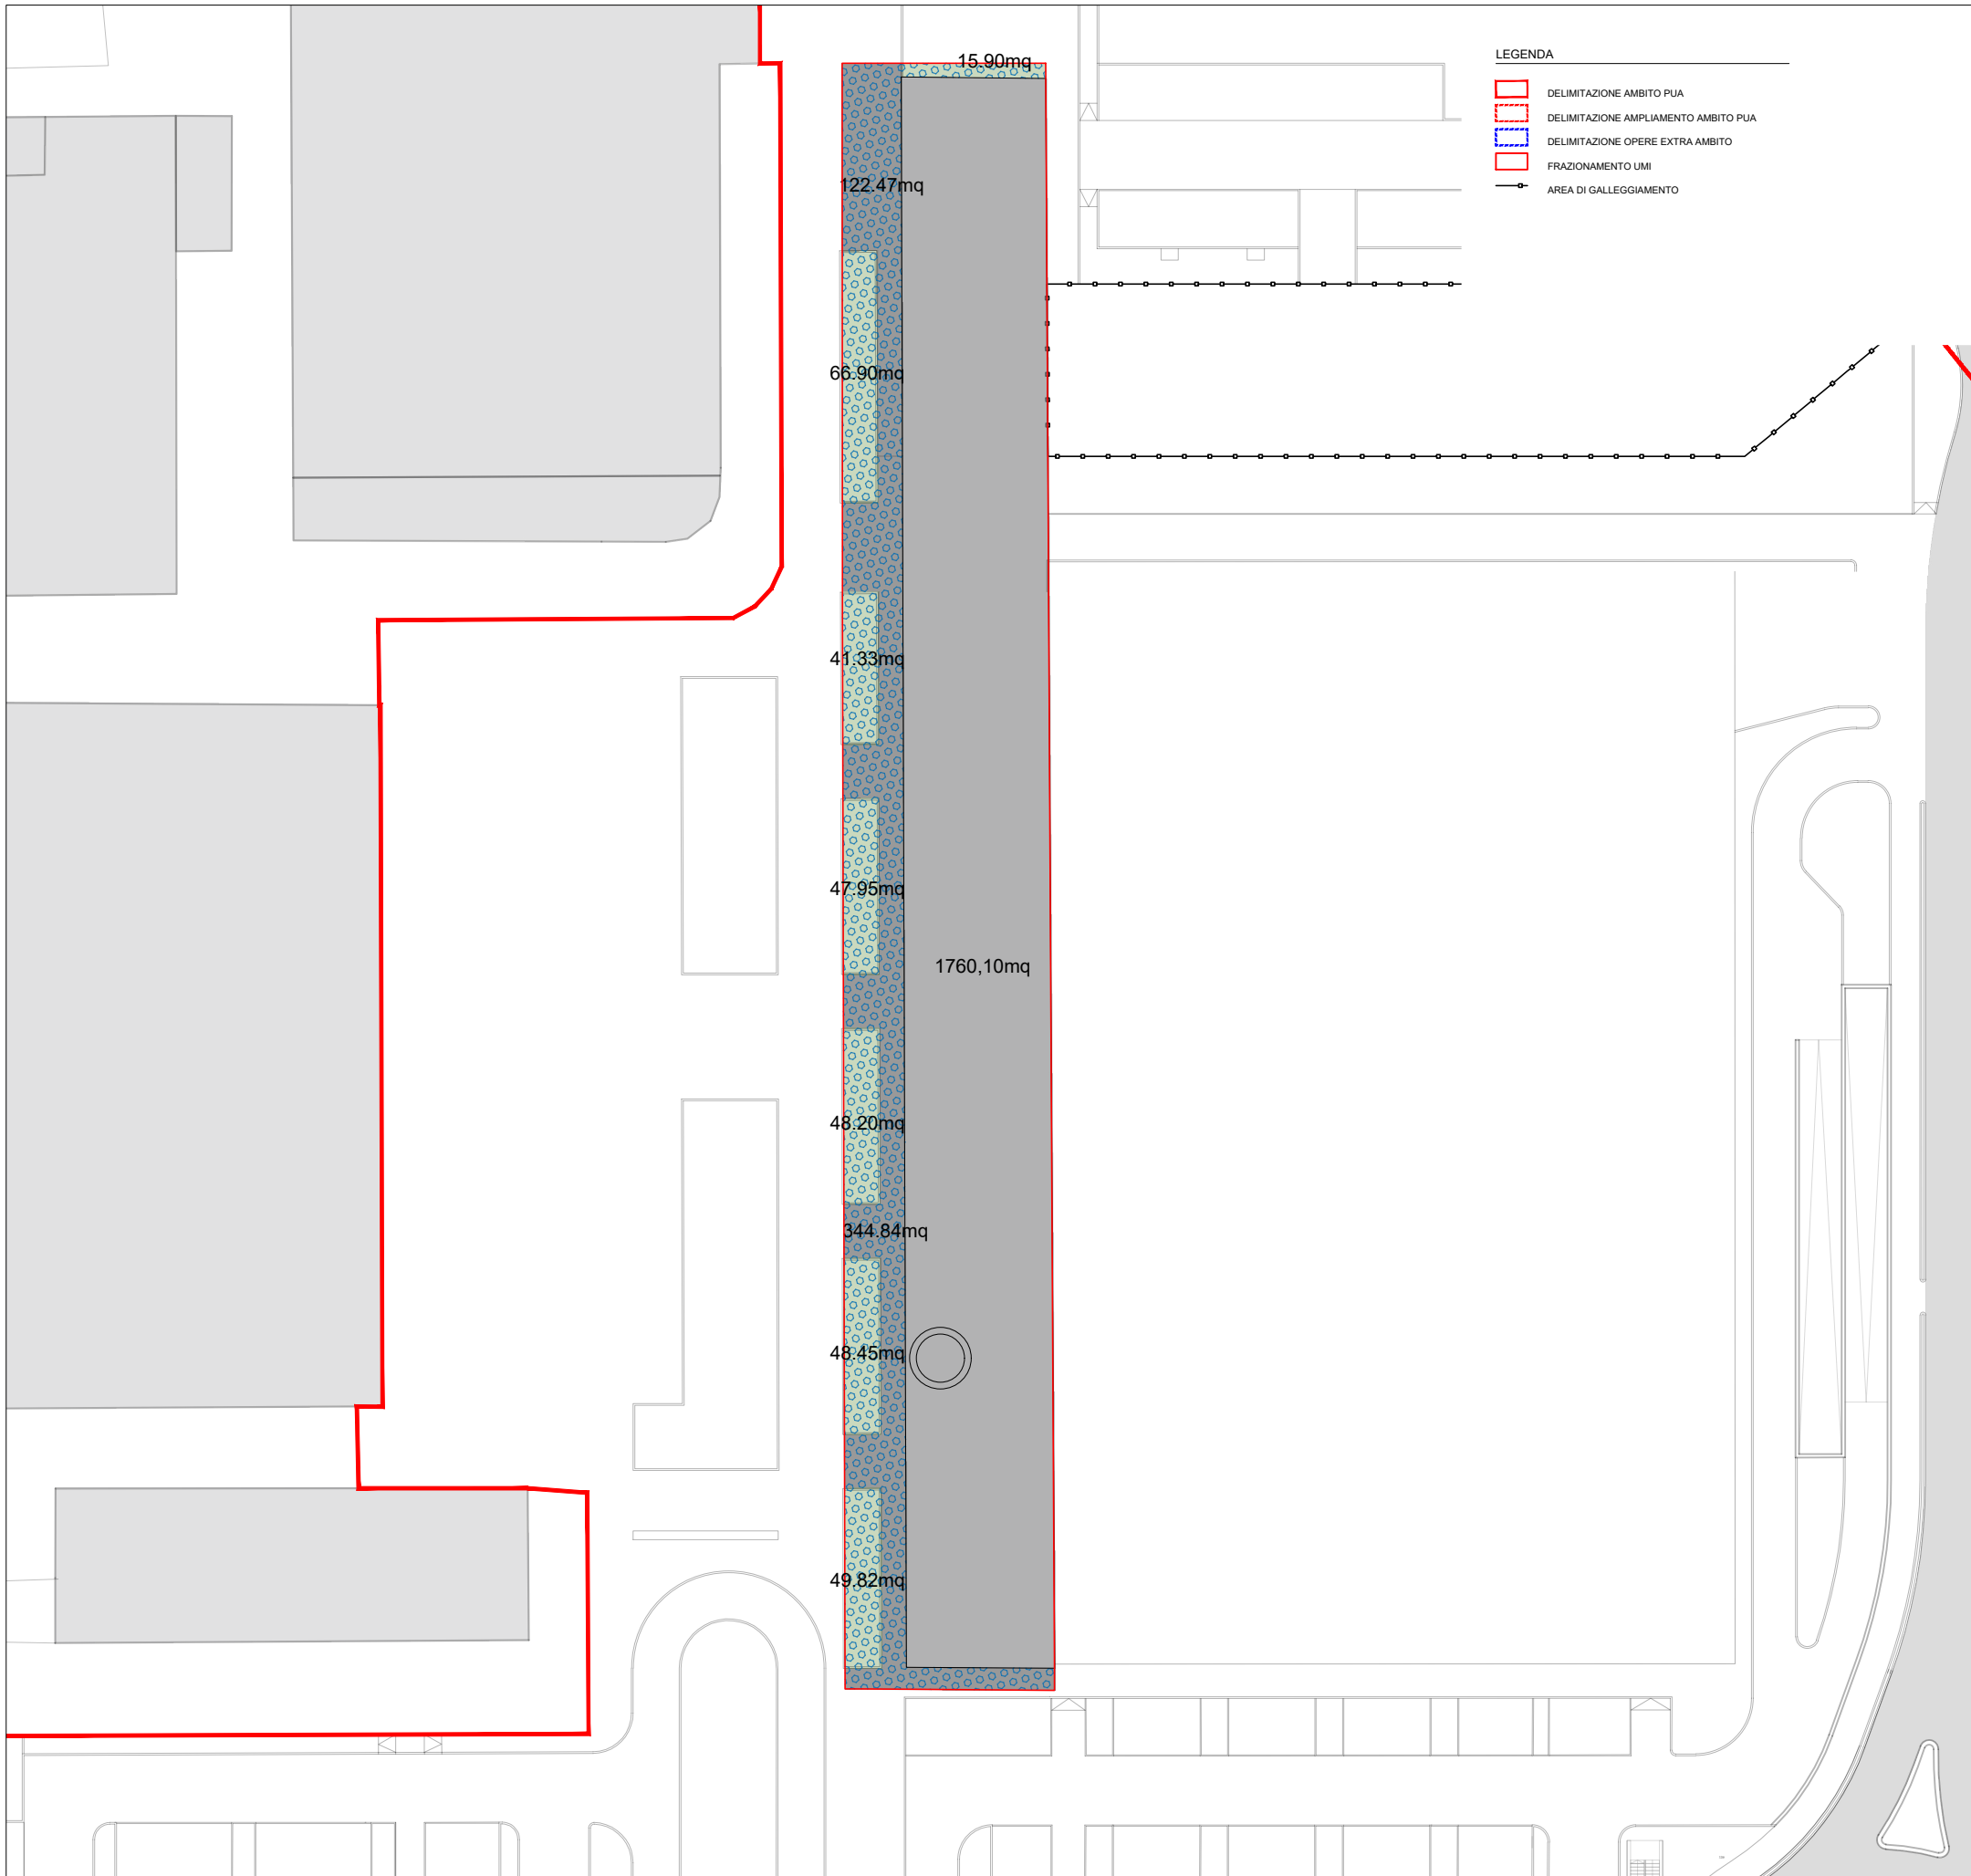 LEGENDA
DELIMITAZIONE AMBITO PUA
DELIMITAZIONE AMPLIAMENTO AMBITO PUA
DELIMITAZIONE OPERE EXTRA AMBITO
FRAZIONAMENTO UMI
AREA DI GALLEGGIAMENTO
15.90mq
122.47mq
66.90mq
41.33mq
47.95mq
1760,10mq
48.20mq
344.84mq
48.45mq
49.82mq